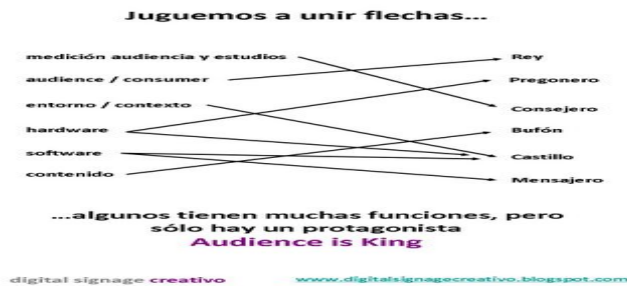 Juguemos a unir flechas...
medición audiencia y estudios
Rey
audience / consumer
Pregonero
entorno / contexto
Consejero
hardware
Bufón
software
Castillo
contenido
Mensajero
...algunos tienen muchas funciones, pero
sólo hay un protagonista
Audience is King
digital signage creativo
www.digitalsignagecreativo.blogspot.com